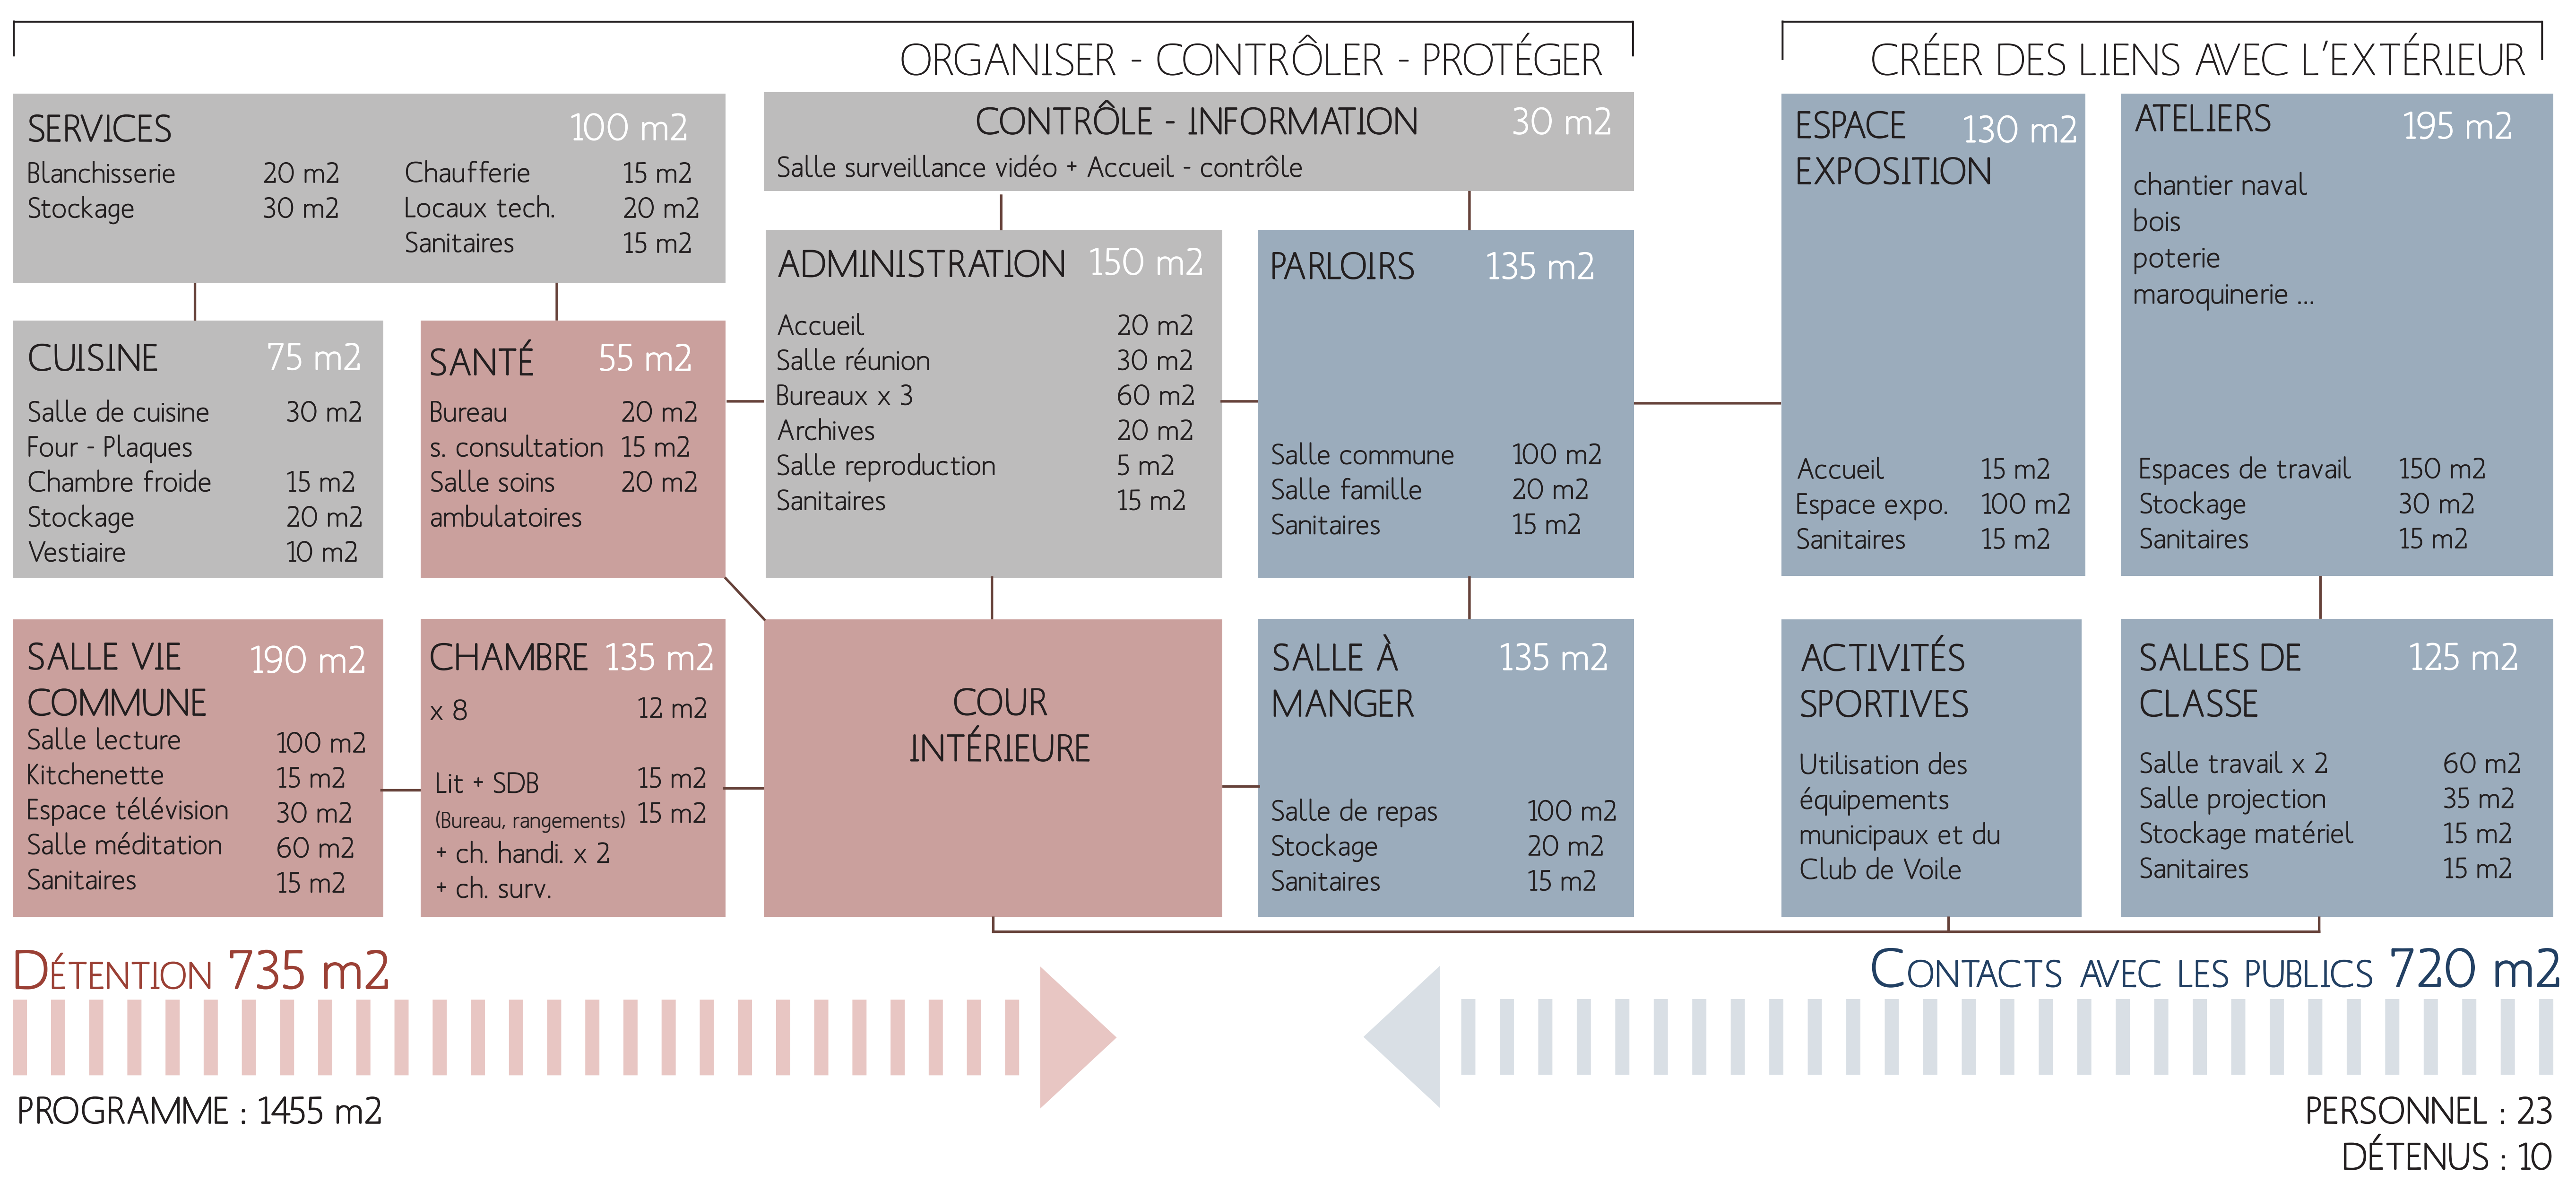 ORGANISER - CONTRÔLER - PROTÉGER
CRÉER DES LIENS AVEC L'EXTÉRIEUR
SERVICES 100 m2
Blanchisserie 20 m2 Chaufferie 15 m2
Stockage 30 m2 Locaux tech. 20 m2
Sanitaires 15 m2
CONTRÔLE - INFORMATION 30 m2
Salle surveillance vidéo + Accueil - contrôle
ESPACE 130 m2
EXPOSITION
Accueil 15 m2
Espace expo. 100 m2
Sanitaires 15 m2
ATELIERS 195 m2
chantier naval
bois
poterie
maroquinerie ...
Espaces de travail 150 m2
Stockage 30 m2
Sanitaires 15 m2
CUISINE 75 m2
Salle de cuisine 30 m2
Four - Plaques
Chambre froide 15 m2
Stockage 20 m2
Vestiaire 10 m2
SANTÉ 55 m2
Bureau 20 m2
s. consultation 15 m2
Salle soins 20 m2
ambulatoires
ADMINISTRATION 150 m2
Accueil 20 m2
Salle réunion 30 m2
Bureaux x 3 60 m2
Archives 20 m2
Salle reproduction 5 m2
Sanitaires 15 m2
PARLOIRS 135 m2
Salle commune 100 m2
Salle famille 20 m2
Sanitaires 15 m2
SALLE VIE 190 m2
COMMUNE
Salle lecture 100 m2
Kitchenette 15 m2
Espace télévision 30 m2
Salle méditation 60 m2
Sanitaires 15 m2
CHAMBRE 135 m2
x 8 12 m2
Lit + SDB 15 m2
(Bureau, rangements) 15 m2
+ ch. handi. x 2
+ ch. surv.
COUR
INTÉRIEURE
SALLE À 135 m2
MANGER
Salle de repas 100 m2
Stockage 20 m2
Sanitaires 15 m2
ACTIVITÉS
SPORTIVES
Utilisation des
équipements
municipaux et du
Club de Voile
SALLES DE 125 m2
CLASSE
Salle travail x 2 60 m2
Salle projection 35 m2
Stockage matériel 15 m2
Sanitaires 15 m2
DÉTENTION 735 m2
CONTACTS AVEC LES PUBLICS 720 m2
PROGRAMME : 1455 m2
PERSONNEL : 23
DÉTENUS : 10